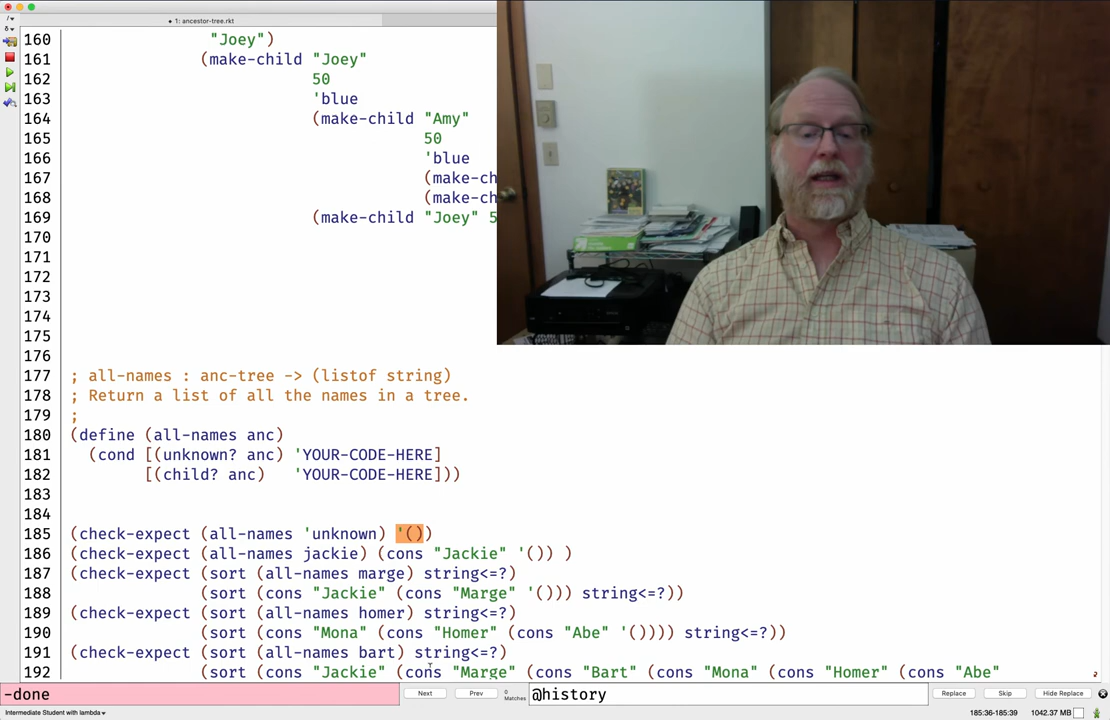 1: ancestor-tree.rkt
160 "Joey")
161 (make-child "Joey"
162 50
163 'blue
164 (make-child "Amy"
165 50
166 'blue
167 (make-ch
168 (make-ch
169 (make-child "Joey" 5
170
171
172
173
174
175
176
177 ; all-names : anc-tree -> (listof string)
178 ; Return a list of all the names in a tree.
179 ;
180 (define (all-names anc)
181 (cond [(unknown? anc) 'YOUR-CODE-HERE]
182 [(child? anc) 'YOUR-CODE-HERE]))
183
184
185 (check-expect (all-names 'unknown) '())
186 (check-expect (all-names jackie) (cons "Jackie" '()) )
187 (check-expect (sort (all-names marge) string<=?)
188 (sort (cons "Jackie" (cons "Marge" '())) string<=?))
189 (check-expect (sort (all-names homer) string<=?)
190 (sort (cons "Mona" (cons "Homer" (cons "Abe" '()))) string<=?))
191 (check-expect (sort (all-names bart) string<=?)
192 (sort (cons "Jackie" (cons "Marge" (cons "Bart" (cons "Mona" (cons "Homer" (cons "Abe"
-done Next Prev 0 Matches @history Replace Skip Hide Replace
Intermediate Student with lambda 185:36-185:39 1042.37 MB